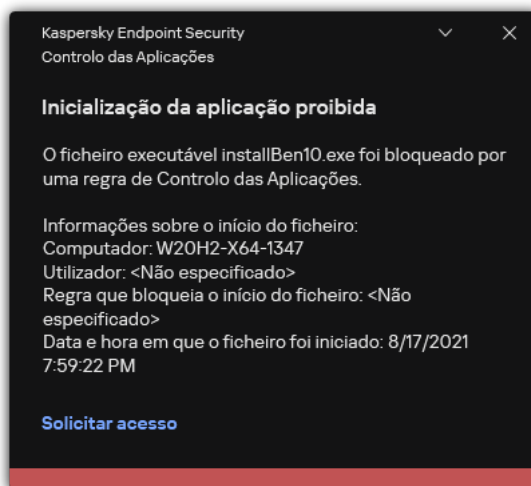 Kaspersky Endpoint Security
Controlo das Aplicações
Inicialização da aplicação proibida
O ficheiro executável installBen10.exe foi bloqueado por
uma regra de Controlo das Aplicações.
Informações sobre o início do ficheiro:
Computador: W20H2-X64-1347
Utilizador: <Não especificado>
Regra que bloqueia o início do ficheiro: <Não
especificado>
Data e hora em que o ficheiro foi iniciado: 8/17/2021
7:59:22 PM
Solicitar acesso